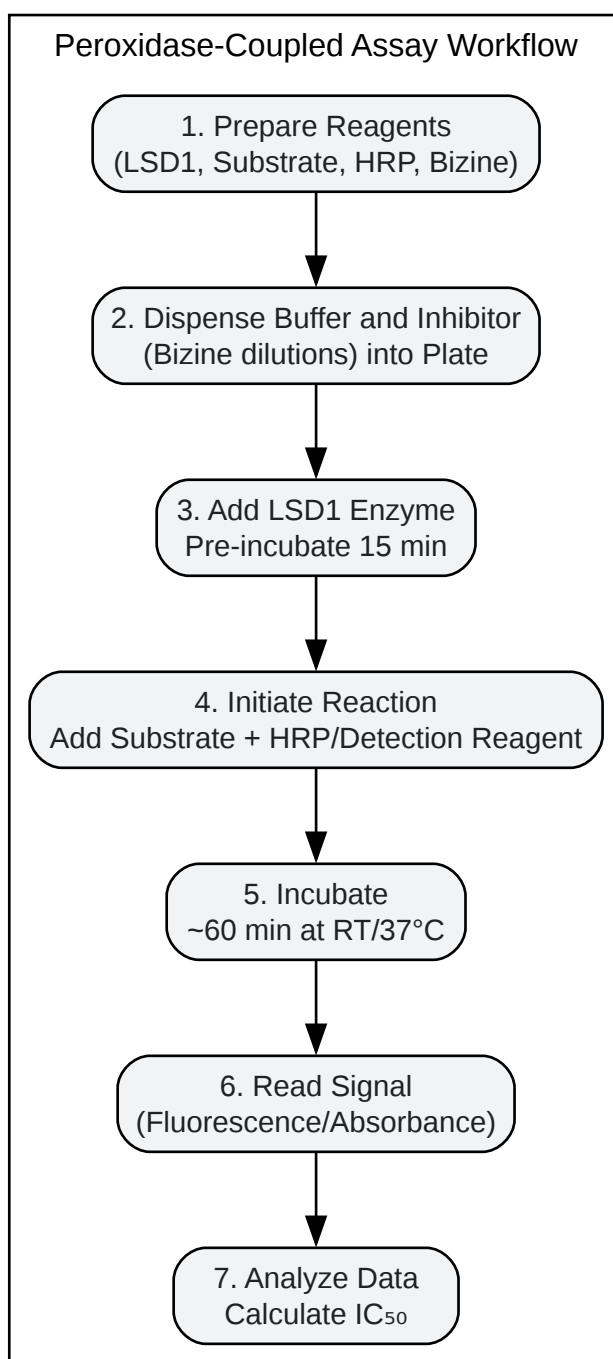 Peroxidase-Coupled Assay Workflow
1. Prepare Reagents
(LSD1, Substrate, HRP, Bizine)
2. Dispense Buffer and Inhibitor
(Bizine dilutions) into Plate
3. Add LSD1 Enzyme
Pre-incubate 15 min
4. Initiate Reaction
Add Substrate + HRP/Detection Reagent
5. Incubate
~60 min at RT/37°C
6. Read Signal
(Fluorescence/Absorbance)
7. Analyze Data
Calculate IC₅₀